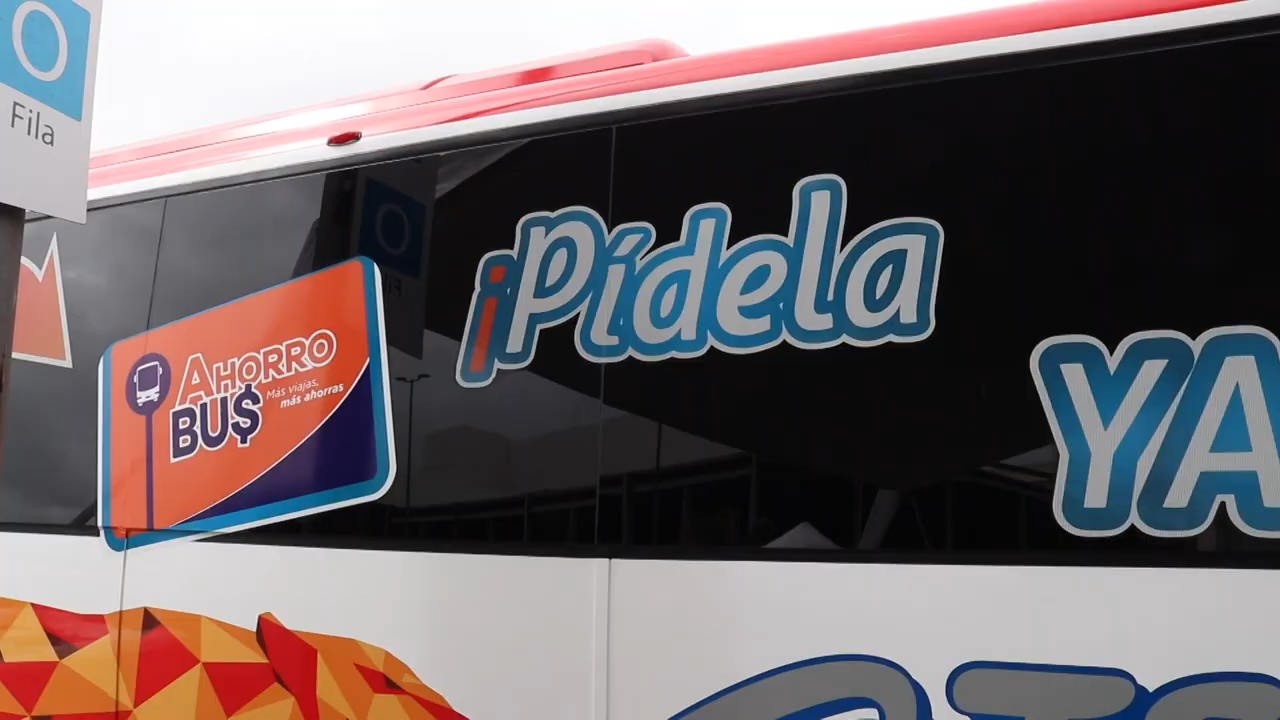 O
Fila
AHORRO
BU$
Más viajas,
más ahorras
¡Pídela
YA